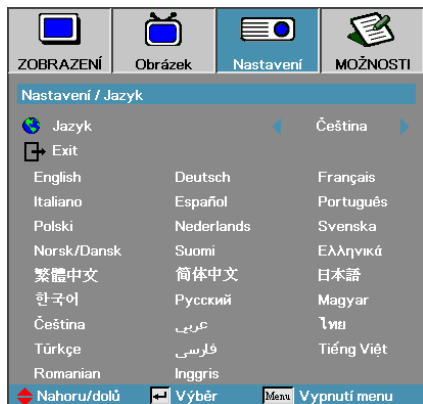 ZOBRAZENÍ Obrázek Nastavení MOŽNOSTI
Nastavení / Jazyk
Jazyk Čeština
Exit
English Deutsch Français
Italiano Español Português
Polski Nederlands Svenska
Norsk/Dansk Suomi Ελληνικά
繁體中文 简体中文 日本語
한국어 Русский Magyar
Čeština عربي ไทย
Türkçe فارسی Tiếng Việt
Romanian Inggris
Nahoru/dolů Výběr Menu Vypnutí menu